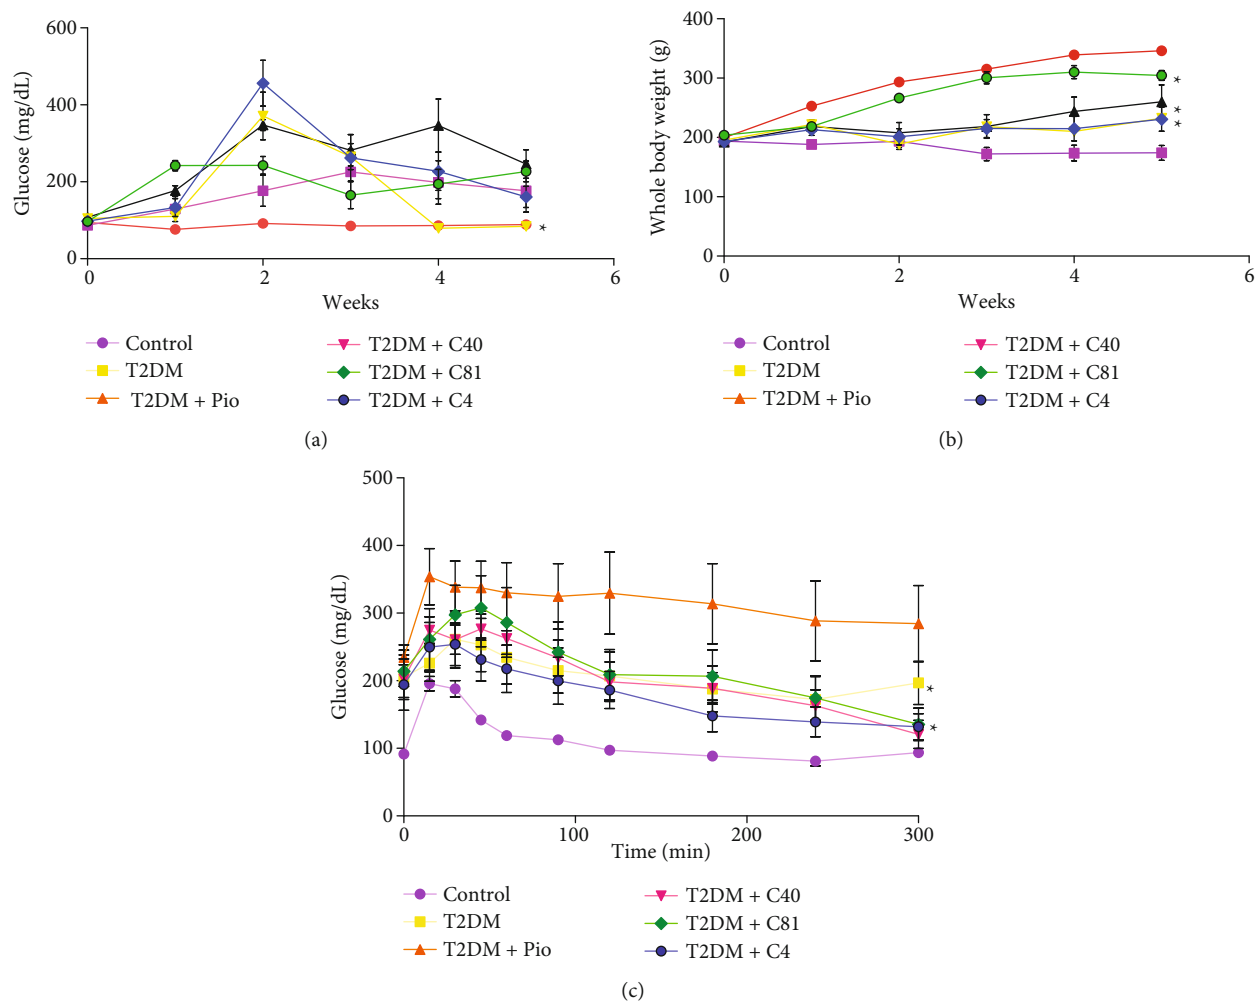 600
400
200
0
Glucose (mg/dL)
0 2 4 6
Weeks
*
Control
T2DM
T2DM + Pio
T2DM + C40
T2DM + C81
T2DM + C4
(a)
400
300
200
100
0
Whole body weight (g)
0 2 4 6
Weeks
*
*
*
Control
T2DM
T2DM + Pio
T2DM + C40
T2DM + C81
T2DM + C4
(b)
500
400
300
200
100
0
Glucose (mg/dL)
0 100 200 300
Time (min)
*
*
Control
T2DM
T2DM + Pio
T2DM + C40
T2DM + C81
T2DM + C4
(c)